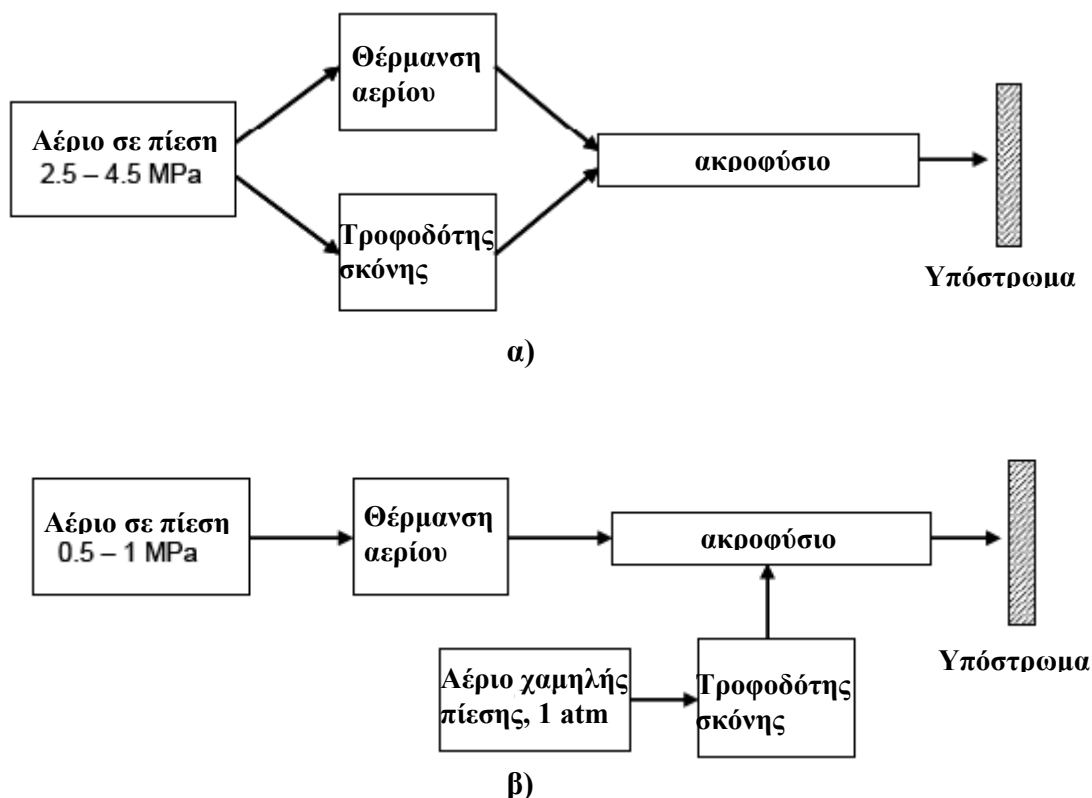 Θέρμανση
αερίου
Αέριο σε πίεση
2.5 – 4.5 MPa
ακροφύσιο
Τροφοδότης
σκόνης
Υπόστρωμα
α)
Αέριο σε πίεση
0.5 – 1 MPa
Θέρμανση
αερίου
ακροφύσιο
Υπόστρωμα
Αέριο χαμηλής
πίεσης, 1 atm
Τροφοδότης
σκόνης
β)